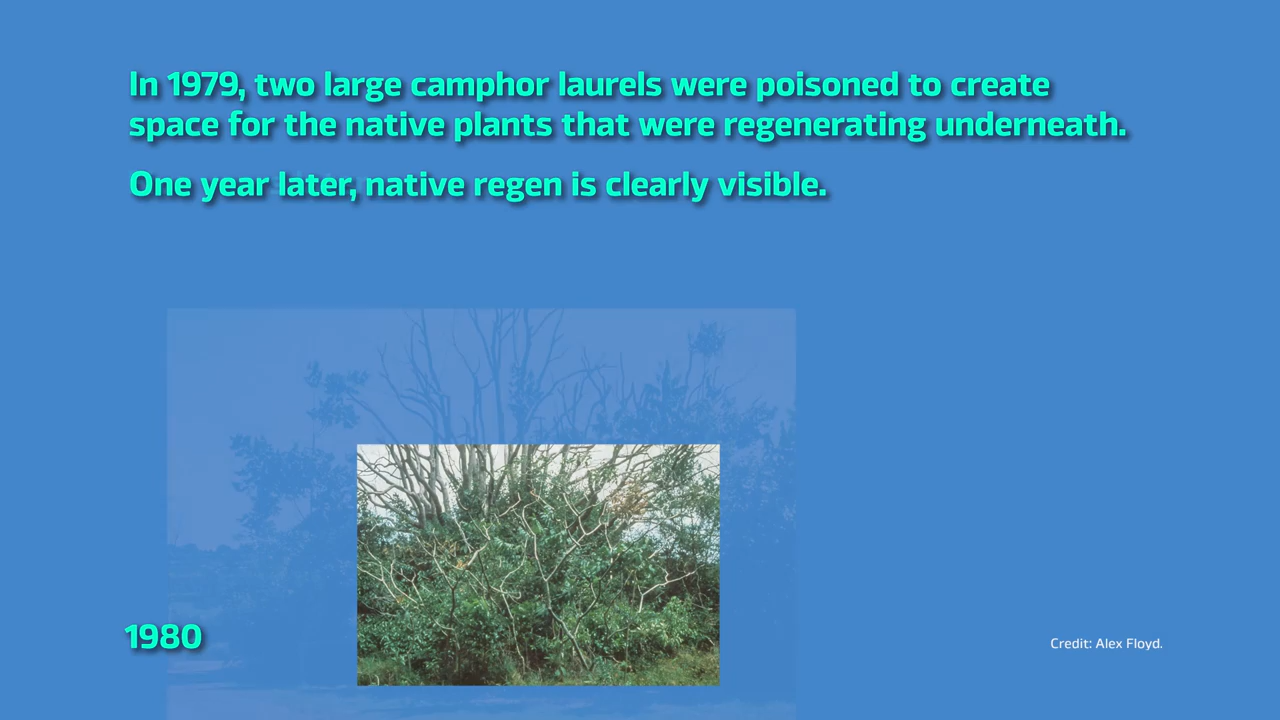 In 1979, two large camphor laurels were poisoned to create
space for the native plants that were regenerating underneath.
One year later, native regen is clearly visible.
1980
Credit: Alex Floyd.